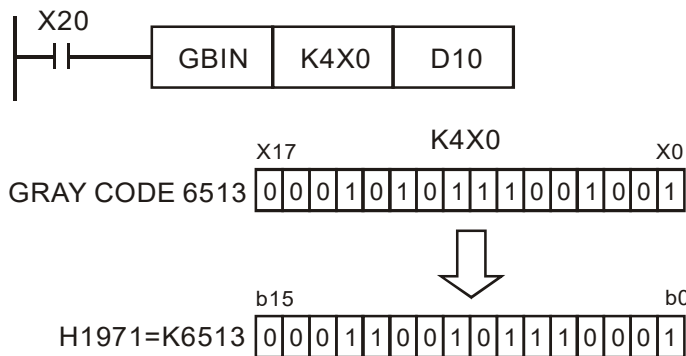 X20
GBIN K4X0 D10
K4X0
X17 X0
GRAY CODE 6513 0 0 0 1 0 1 0 1 1 1 0 0 1 0 0 1
b15 b0
H1971=K6513 0 0 0 1 1 0 0 1 0 1 1 1 0 0 0 1